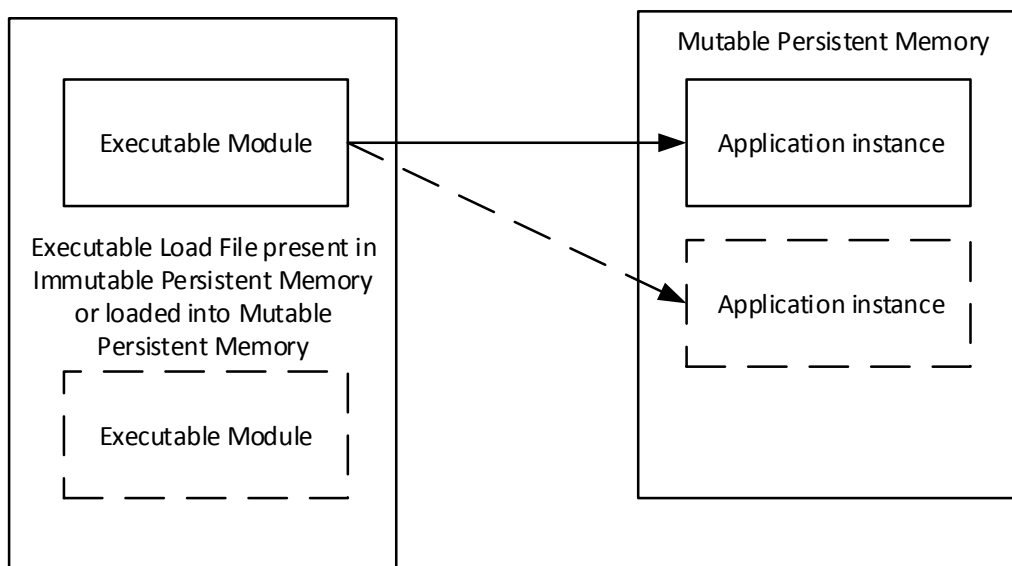 Mutable Persistent Memory
Executable Module
Application instance
Executable Load File present in
Immutable Persistent Memory
or loaded into Mutable
Persistent Memory
Application instance
Executable Module